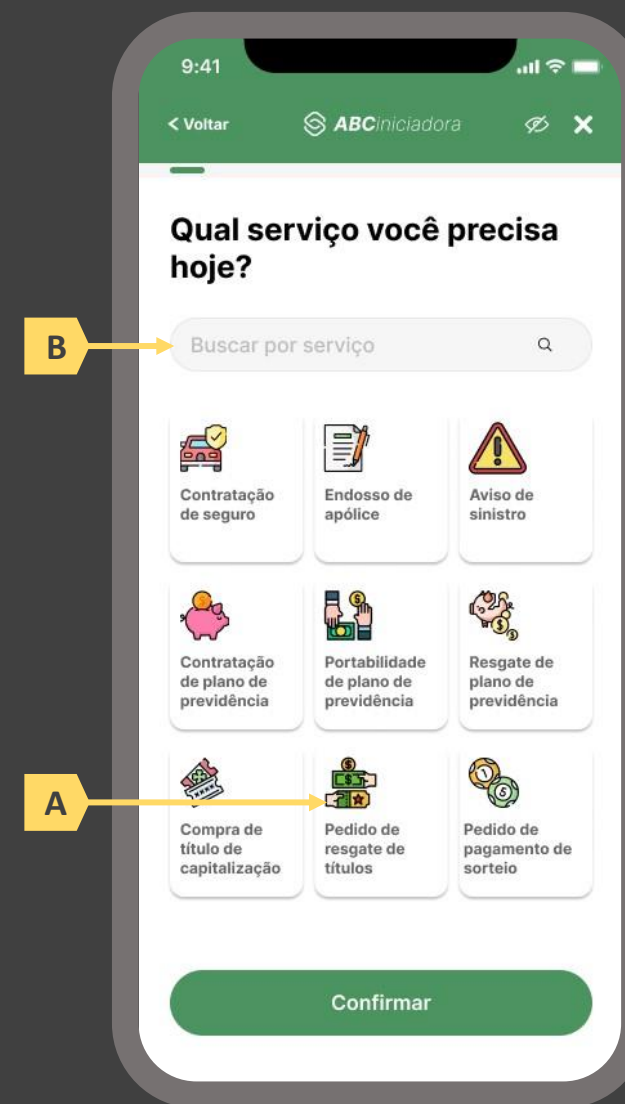 9:41
< Voltar
ABCiniciadora
Qual serviço você precisa
hoje?
B
Buscar por serviço
Contratação
de seguro
Endosso de
apólice
Aviso de
sinistro
Contratação
de plano de
previdência
Portabilidade
de plano de
previdência
Resgate de
plano de
previdência
A
Compra de
título de
capitalização
Pedido de
resgate de
títulos
Pedido de
pagamento de
sorteio
Confirmar